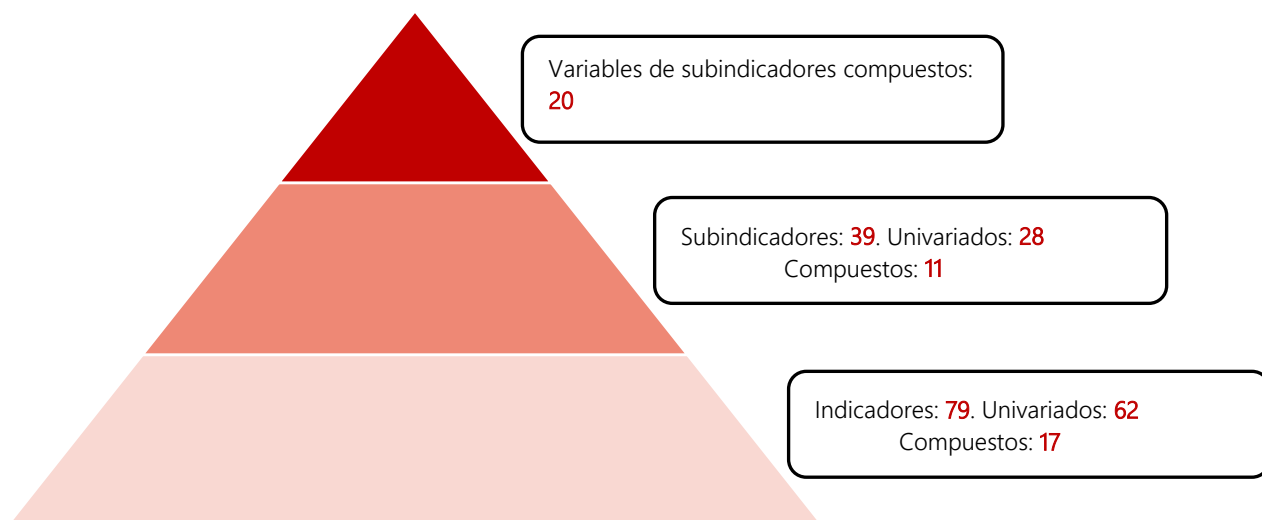 Variables de subindicadores compuestos:
20
Subindicadores: 39. Univariados: 28
Compuestos: 11
Indicadores: 79. Univariados: 62
Compuestos: 17